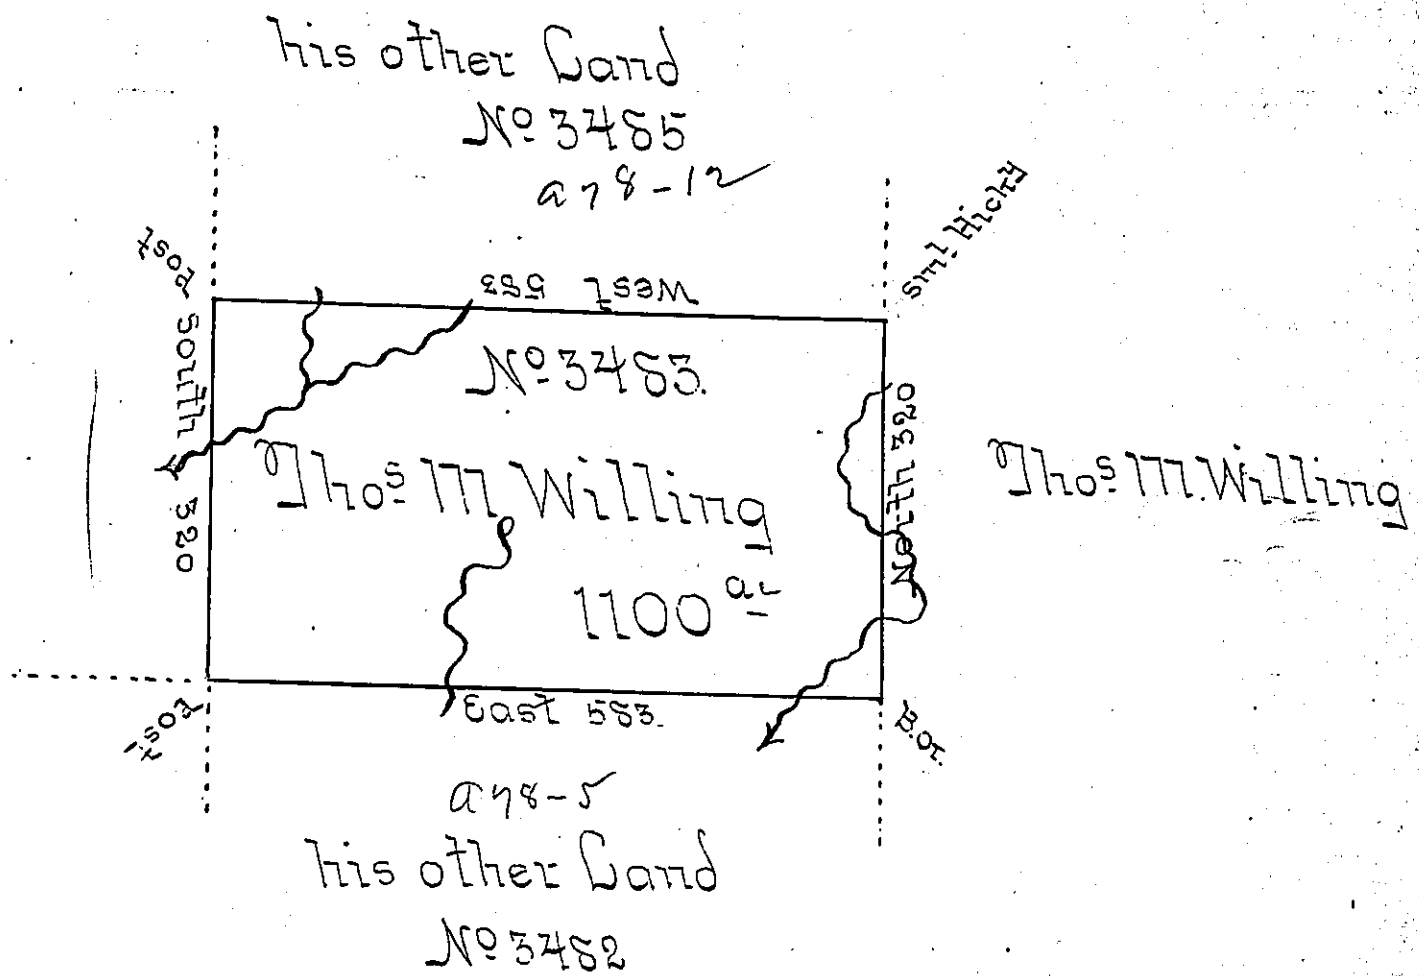 his other Land
Nº 3485
a 78-12
Post
Sml Hickry
West 583
South 320
Nº 3483.
North 320
Thos M. Willing
Thos M. Willing
1100 ac
East 583.
Post
B.or.
a 78-5
his other Land
Nº 3482